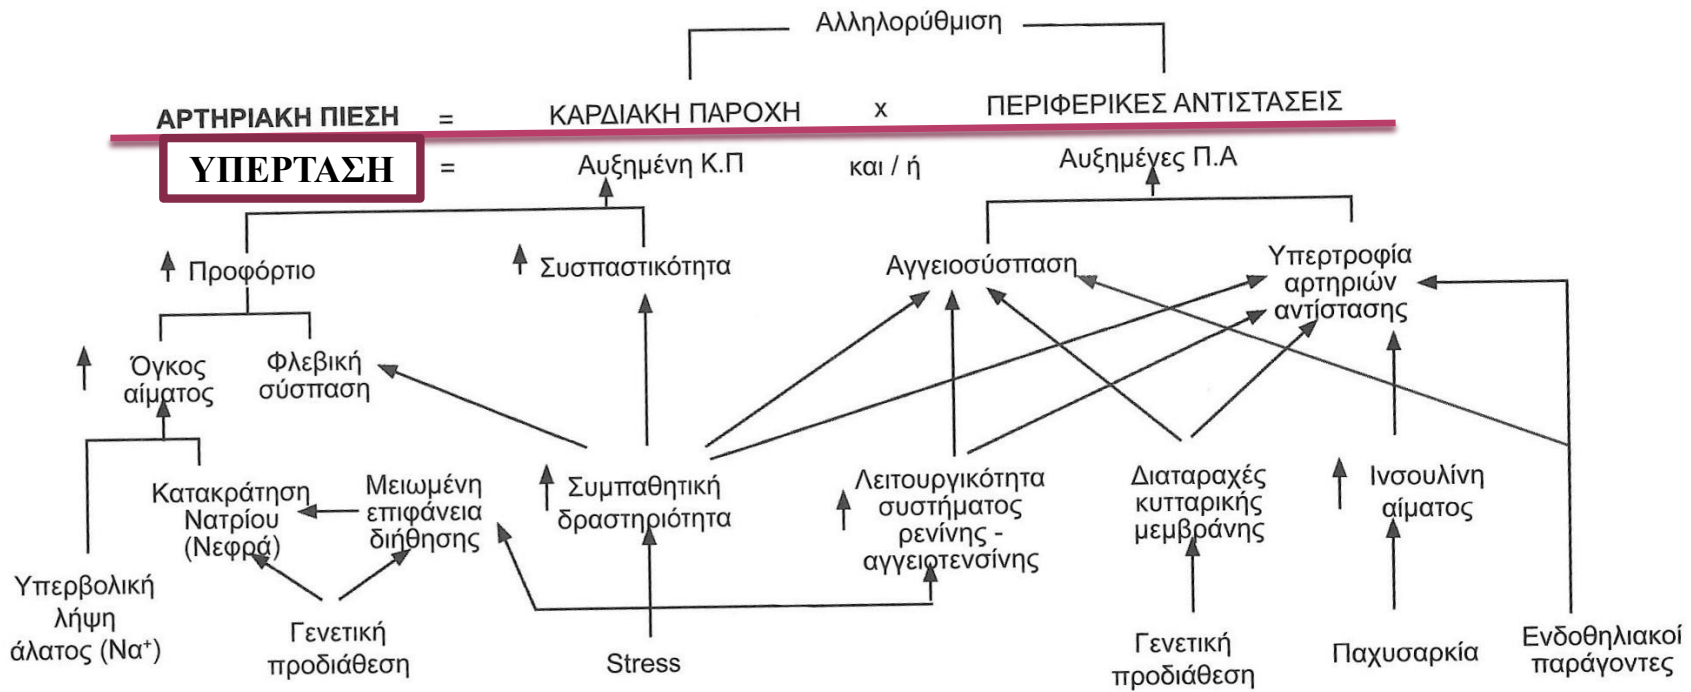 Αλληλορύθμιση
ΑΡΤΗΡΙΑΚΗ ΠΙΕΣΗ = ΚΑΡΔΙΑΚΗ ΠΑΡΟΧΗ x ΠΕΡΙΦΕΡΙΚΕΣ ΑΝΤΙΣΤΑΣΕΙΣ
ΥΠΕΡΤΑΣΗ = Αυξημένη Κ.Π και / ή Αυξημένες Π.Α
Προφόρτιο
Συσπαστικότητα
Αγγειοσύσπαση
Υπερτροφία
αρτηριών
αντίστασης
Όγκος
αίματος
Φλεβική
σύσπαση
Κατακράτηση
Νατρίου
(Νεφρά)
Μειωμένη
επιφάνεια
διήθησης
Συμπαθητική
δραστηριότητα
Λειτουργικότητα
συστήματος
ρενίνης -
αγγειοτενσίνης
Διαταραχές
κυτταρικής
μεμβράνης
Ινσουλίνη
αίματος
Υπερβολική
λήψη
άλατος (Να⁺)
Γενετική
προδιάθεση
Stress
Γενετική
προδιάθεση
Παχυσαρκία
Ενδοθηλιακοί
παράγοντες